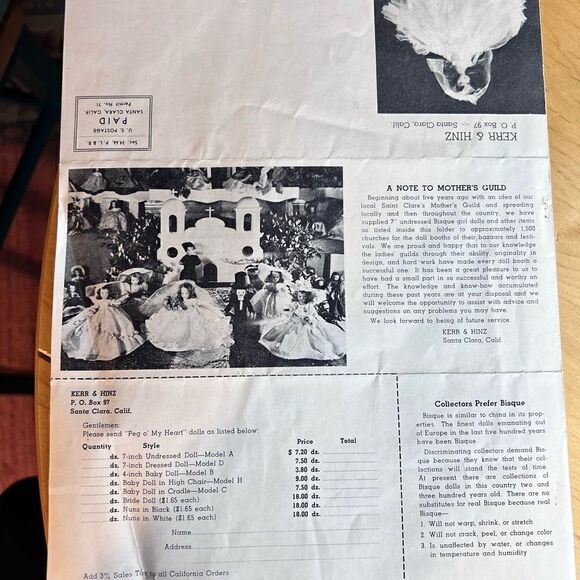 Sec. 34.66, P. L. & R.
U. S. POSTAGE
PAID
SANTA CLARA, CALIF.
Permit No. 71
KERR & HINZ
P. O. Box 97 -:- Santa Clara, Calif.
A NOTE TO MOTHER'S GUILD
Beginning about five years ago with an idea of our
local Saint Clare's Mother's Guild and spreading
locally and then throughout the country, we have
supplied 7" undressed Bisque girl dolls and other items
as listed inside this folder to approximately 1,500
churches for the doll booths of their bazaars and festi-
vals. We are proud and happy that to our knowledge
the ladies' guilds through their ability, originality in
design, and hard work have made every doll booth a
successful one. It has been a great pleasure to us to
have had a small part in so successful and worthy an
effort. The knowledge and know-how accumulated
during these past years are at your disposal and we
will welcome the opportunity to assist with advice and
suggestions on any problems you may have.
We look forward to being of future service.
KERR & HINZ
Santa Clara, Calif.
KERR & HINZ
P. O. Box 97
Santa Clara, Calif.
Gentlemen:
Please send "Peg o' My Heart" dolls as listed below:
Quantity Style Price Total
dz. 7-inch Undressed Doll—Model A $ 7.20 dz.
dz. 7-inch Dressed Doll—Model D 7.50 dz.
dz. 4-inch Baby Doll—Model B 3.80 dz.
dz. Baby Doll in High Chair—Model H 9.00 dz.
dz. Baby Doll in Cradle—Model C 7.50 dz.
dz. Bride Doll ($1.65 each) 18.00 dz.
dz. Nuns in Black ($1.65 each) 18.00 dz.
dz. Nuns in White ($1.65 each) 18.00 dz.
Name
Address
Add 3% Sales Tax to all California Orders
Collectors Prefer Bisque
Bisque is similar to china in its prop-
erties. The finest dolls emanating out
of Europe in the last five hundred years
have been Bisque.
Discriminating collectors demand Bis-
que because they know that their col-
lections will stand the tests of time.
At present there are collections of
Bisque dolls in this country two and
three hundred years old. There are no
substitutes for real Bisque because real
Bisque—
1. Will not warp, shrink, or stretch
2. Will not crack, peel, or change color
3. Is unaffected by water, or changes
in temperature and humidity